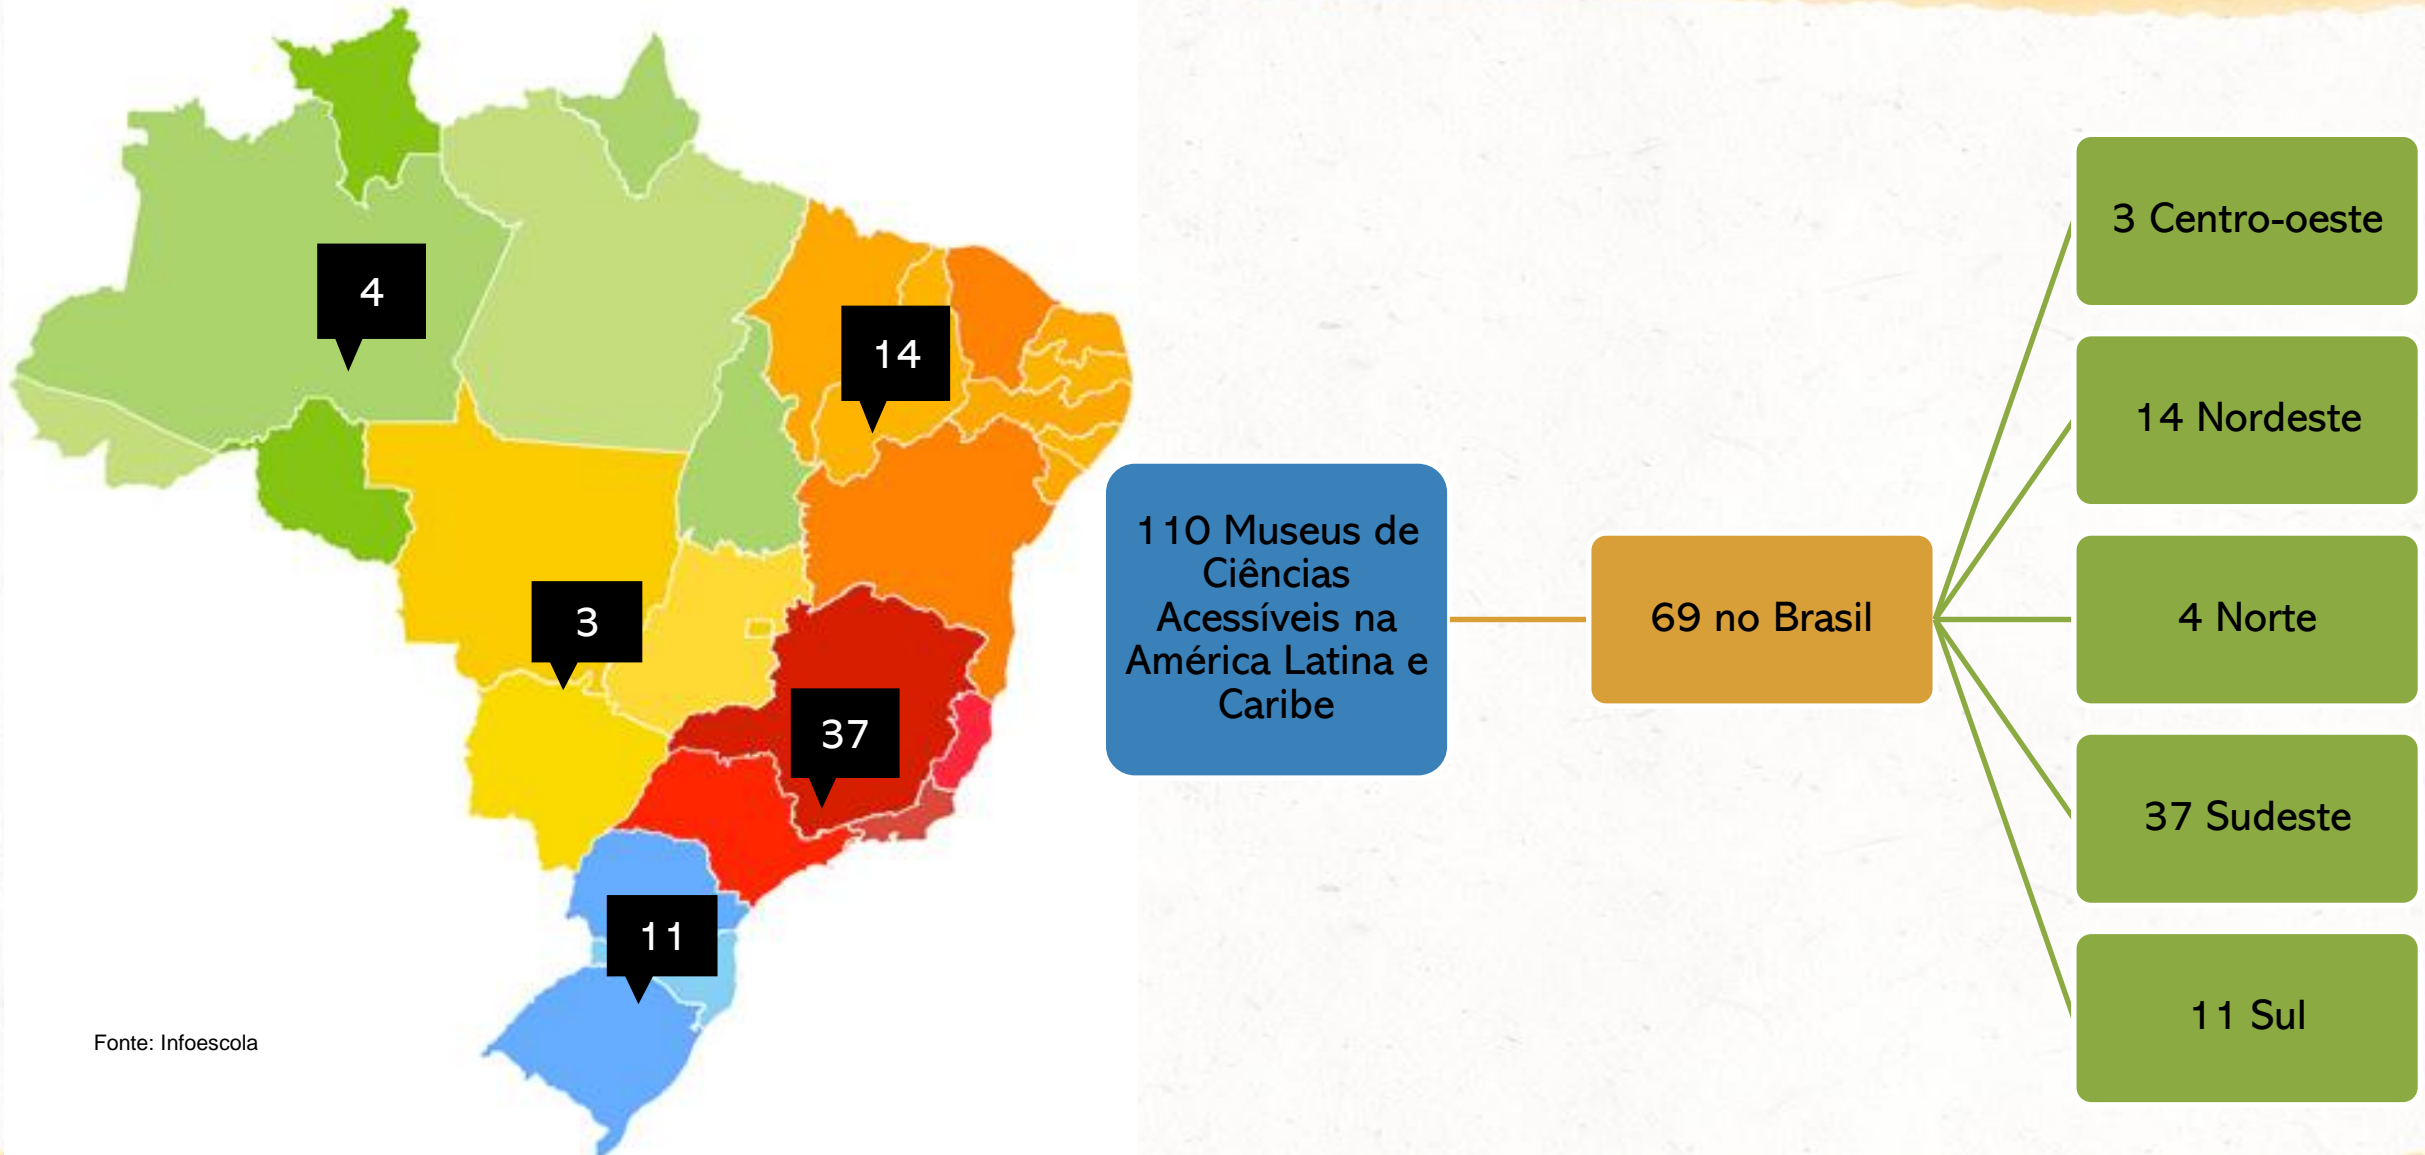 4
14
3
37
11
Fonte: Infoescola
110 Museus de
Ciências
Acessíveis na
América Latina e
Caribe
69 no Brasil
3 Centro-oeste
14 Nordeste
4 Norte
37 Sudeste
11 Sul